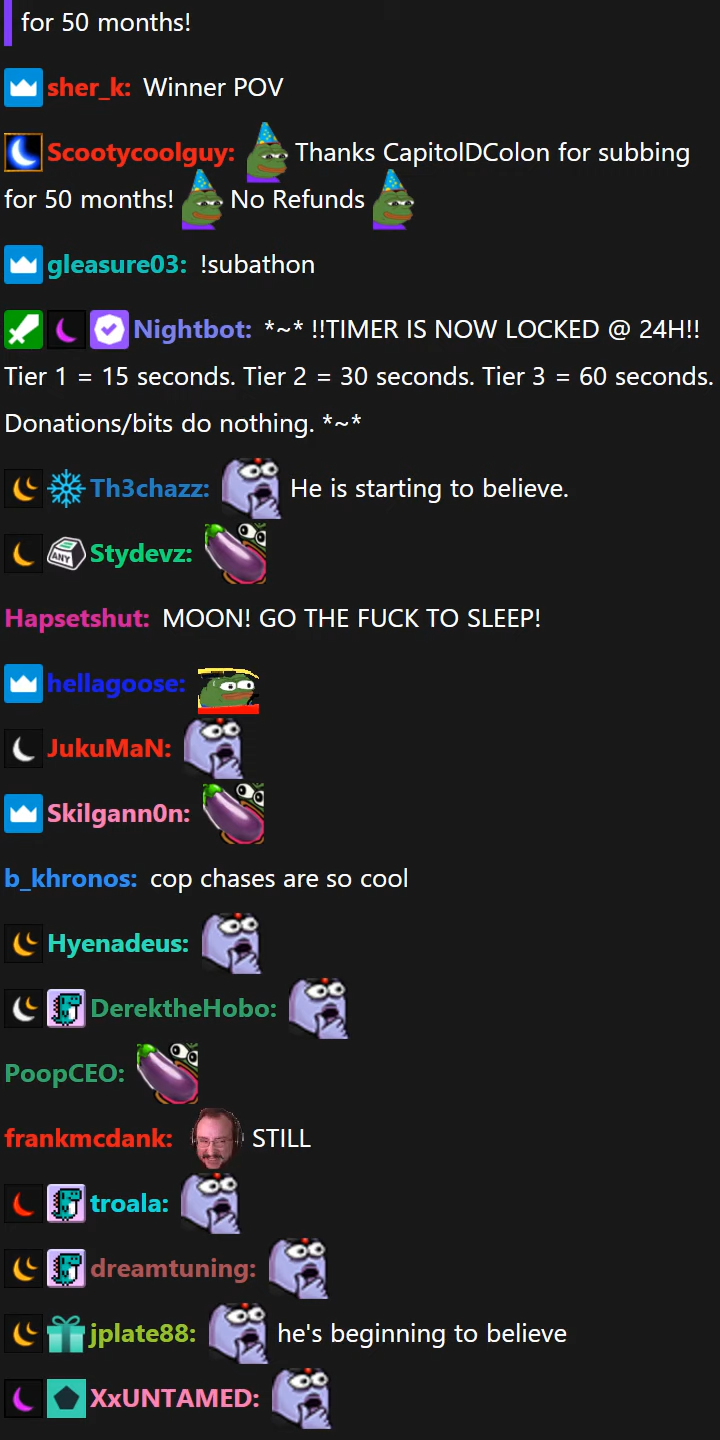 for 50 months!
sher_k: Winner POV
Scootycoolguy: Thanks CapitolDColon for subbing
for 50 months! No Refunds
gleasure03: !subathon
Nightbot: *~* !!TIMER IS NOW LOCKED @ 24H!!
Tier 1 = 15 seconds. Tier 2 = 30 seconds. Tier 3 = 60 seconds.
Donations/bits do nothing. *~*
Th3chazz: He is starting to believe.
ANY Stydevz:
Hapsetshut: MOON! GO THE FUCK TO SLEEP!
hellagoose:
JukuMaN:
Skilgann0n:
b_khronos: cop chases are so cool
Hyenadeus:
DerektheHobo:
PoopCEO:
frankmcdank: STILL
troala:
dreamtuning:
jplate88: he's beginning to believe
XxUNTAMED: